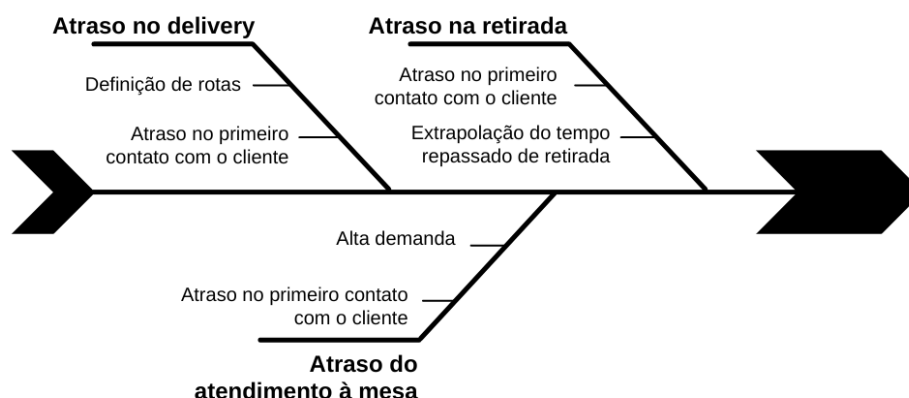 Atraso no delivery
Definição de rotas
Atraso no primeiro
contato com o cliente
Atraso na retirada
Atraso no primeiro
contato com o cliente
Extrapolação do tempo
repassado de retirada
Alta demanda
Atraso no primeiro contato
com o cliente
Atraso do
atendimento à mesa